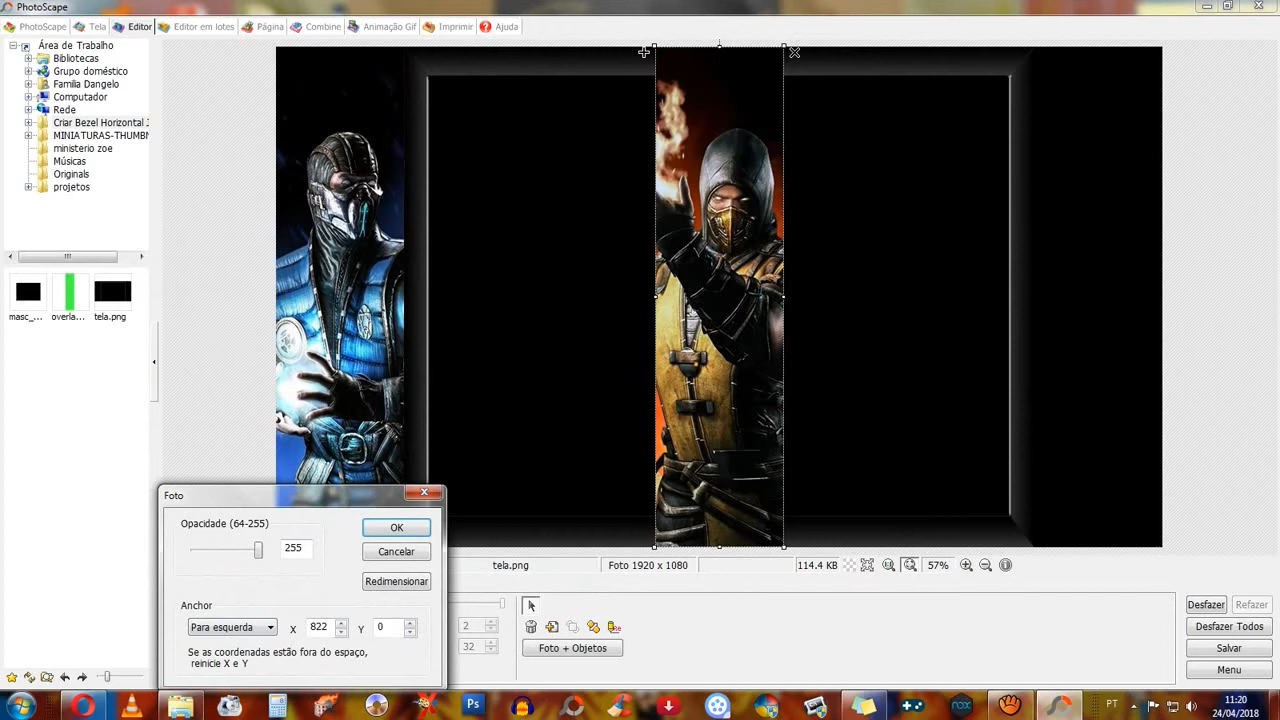 PhotoScape
PhotoScape Tela Editor Editor em lotes Página Combine Animação Gif Imprimir Ajuda
Área de Trabalho
Bibliotecas
Grupo doméstico
Familia Dangelo
Computador
Rede
Criar Bezel Horizontal
MINIATURAS-THUMBN
ministerio zoe
Músicas
Originals
projetos
masc_... overla... tela.png
Foto
Opacidade (64-255)
255
OK
Cancelar
Redimensionar
Anchor
Para esquerda X 822 Y 0
Se as coordenadas estão fora do espaço,
reinicie X e Y
tela.png Foto 1920 x 1080 114.4 KB 57%
2
32
Foto + Objetos
Desfazer Refazer
Desfazer Todos
Salvar
Menu
Ps
nox
PT
11:20
24/04/2018